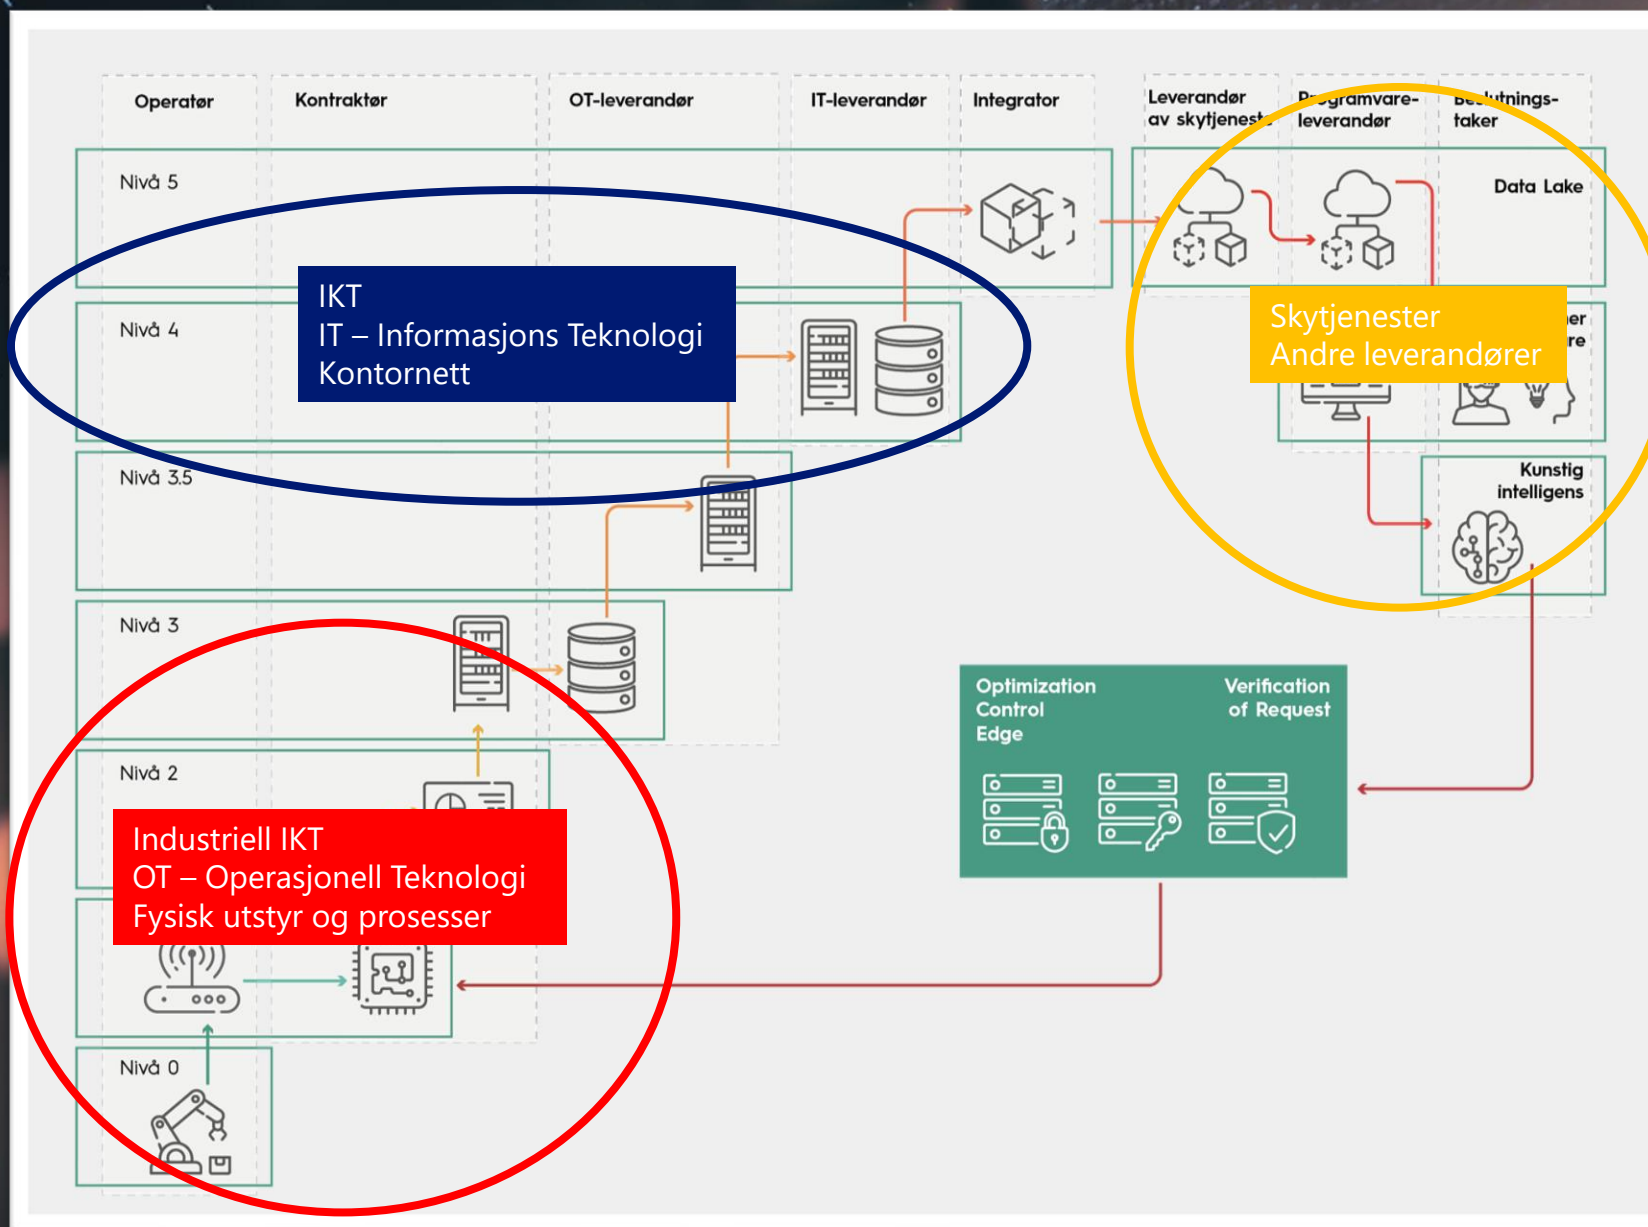 Operatør
Kontraktør
OT-leverandør
IT-leverandør
Integrator
Leverandør
av skytjeneste
Programvare-
leverandør
Beslutnings-
taker
Nivå 5
Data Lake
IKT
IT – Informasjons Teknologi
Kontornett
Nivå 4
Skytjenester
Andre leverandører
Nivå 3.5
Kunstig
intelligens
Nivå 3
Optimization
Control
Edge
Verification
of Request
Nivå 2
Industriell IKT
OT – Operasjonell Teknologi
Fysisk utstyr og prosesser
Nivå 0